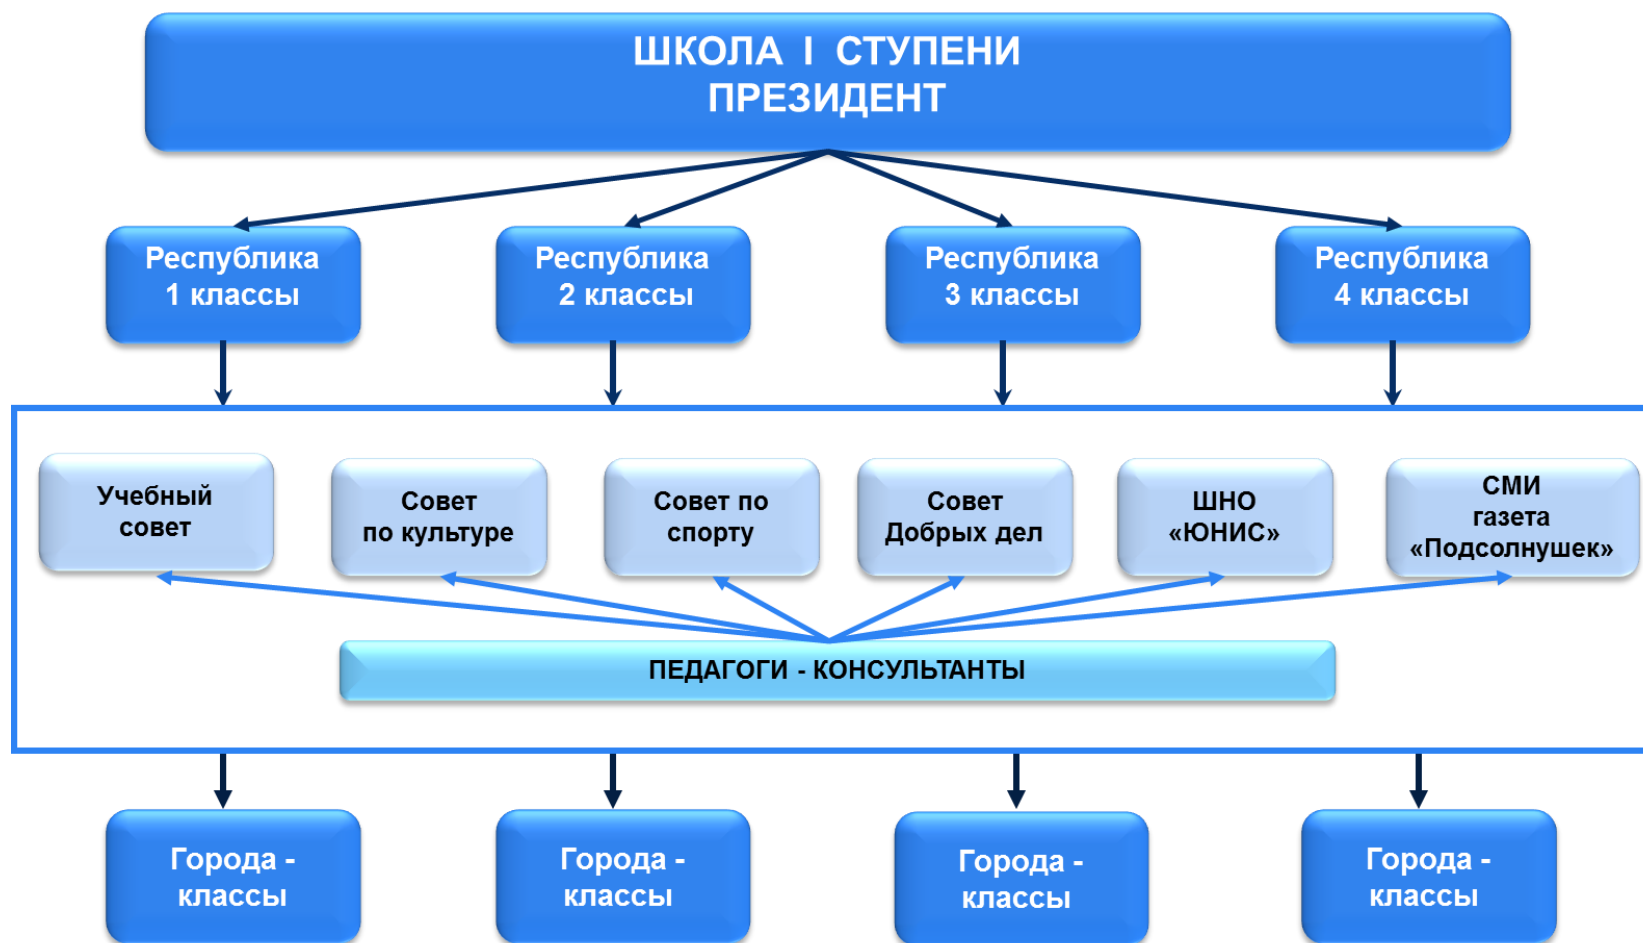 ШКОЛА I СТУПЕНИ
ПРЕЗИДЕНТ
Республика
1 классы
Республика
2 классы
Республика
3 классы
Республика
4 классы
Учебный
совет
Совет
по культуре
Совет по
спорту
Совет
Добрых дел
ШНО
«ЮНИС»
СМИ
газета
«Подсолнушек»
ПЕДАГОГИ - КОНСУЛЬТАНТЫ
Города -
классы
Города -
классы
Города -
классы
Города -
классы